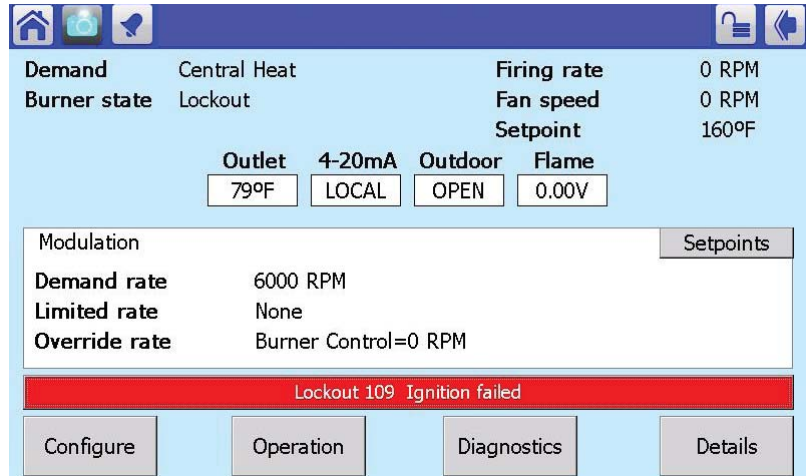 Demand Central Heat Firing rate 0 RPM
Burner state Lockout Fan speed 0 RPM
Setpoint 160ºF
Outlet 4-20mA Outdoor Flame
79ºF LOCAL OPEN 0.00V
Modulation Setpoints
Demand rate 6000 RPM
Limited rate None
Override rate Burner Control=0 RPM
Lockout 109 Ignition failed
Configure Operation Diagnostics Details